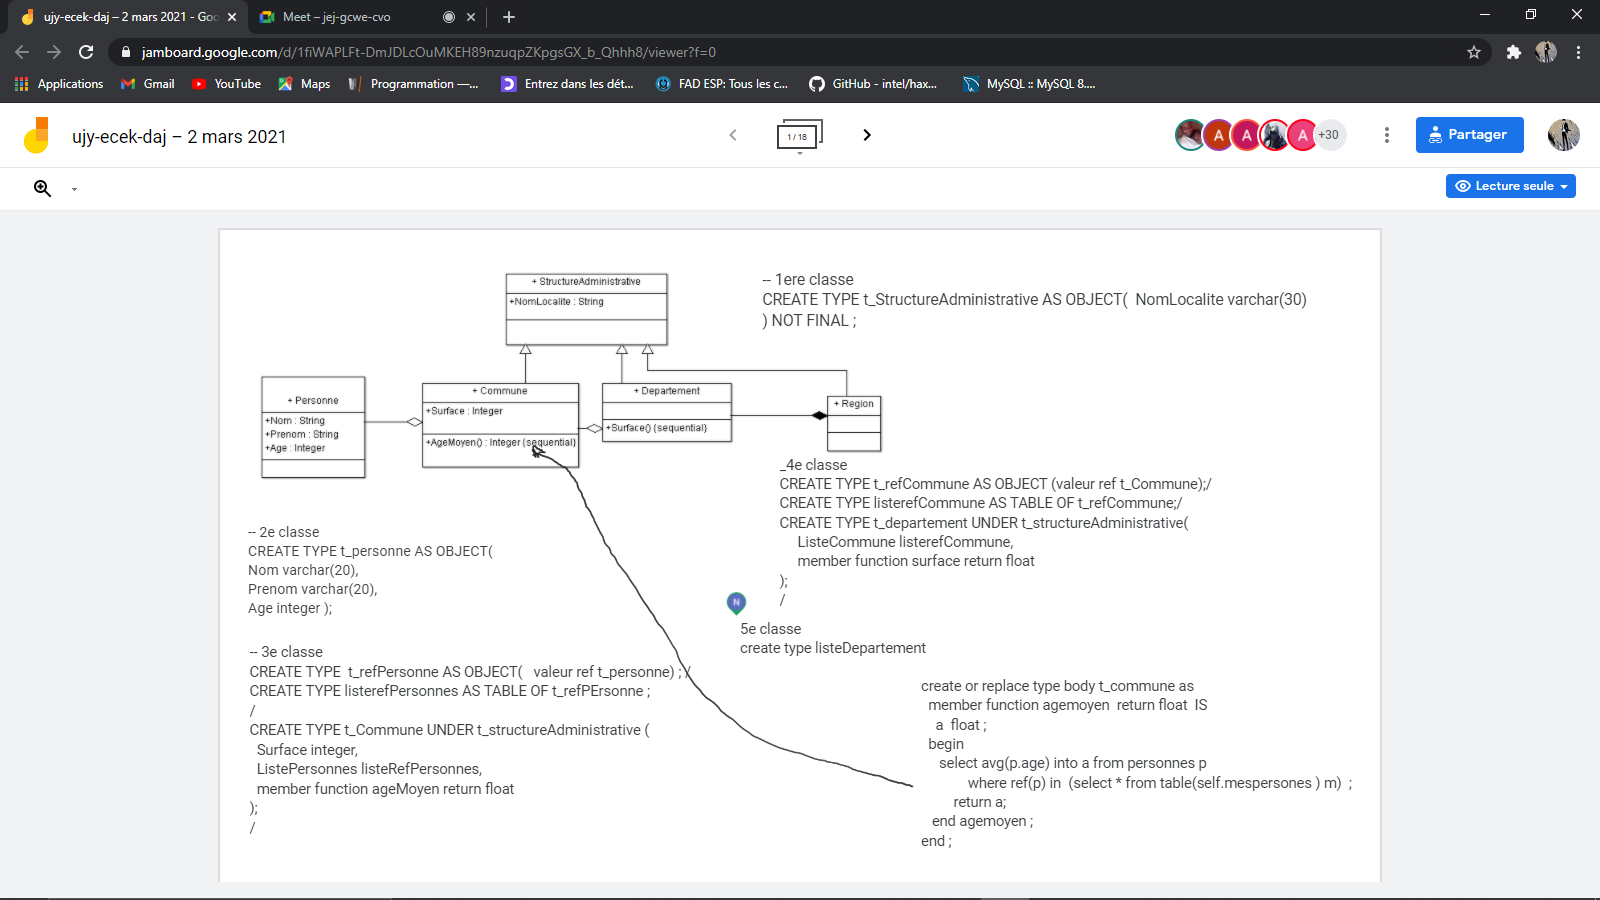 ujy-ecek-daj – 2 mars 2021 - Goo
Meet – jej-gcwe-cvo
jamboard.google.com/d/1fiWAPLFt-DmJDLcOuMKEH89nzuqpZKpgsGX_b_Qhhh8/viewer?f=0
Applications
Gmail
YouTube
Maps
Programmation —...
Entrez dans les dét...
FAD ESP: Tous les c...
GitHub - intel/hax...
MySQL :: MySQL 8....
ujy-ecek-daj – 2 mars 2021
1 / 18
A
A
A
+30
Partager
Lecture seule
+ StructureAdministrative
+NomLocalite : String
-- 1ere classe
CREATE TYPE t_StructureAdministrative AS OBJECT(  NomLocalite varchar(30)
) NOT FINAL ;
+ Personne
+Nom : String
+Prenom : String
+Age : Integer
+ Commune
+Surface : Integer
+AgeMoyen() : Integer (sequential)
+ Departement
+Surface() (sequential)
+ Region
_4e classe
CREATE TYPE t_refCommune AS OBJECT (valeur ref t_Commune);/
CREATE TYPE listerefCommune AS TABLE OF t_refCommune;/
CREATE TYPE t_departement UNDER t_structureAdministrative(
ListeCommune listerefCommune,
member function surface return float
);
/
-- 2e classe
CREATE TYPE t_personne AS OBJECT(
Nom varchar(20),
Prenom varchar(20),
Age integer );
N
5e classe
create type listeDepartement
-- 3e classe
CREATE TYPE  t_refPersonne AS OBJECT(   valeur ref t_personne) ; /
CREATE TYPE listerefPersonnes AS TABLE OF t_refPErsonne ;
/
CREATE TYPE t_Commune UNDER t_structureAdministrative (
Surface integer,
ListePersonnes listeRefPersonnes,
member function ageMoyen return float
);
/
create or replace type body t_commune as
member function agemoyen  return float  IS
a  float ;
begin
select avg(p.age) into a from personnes p
where ref(p) in  (select * from table(self.mespersones ) m)  ;
return a;
end agemoyen ;
end ;